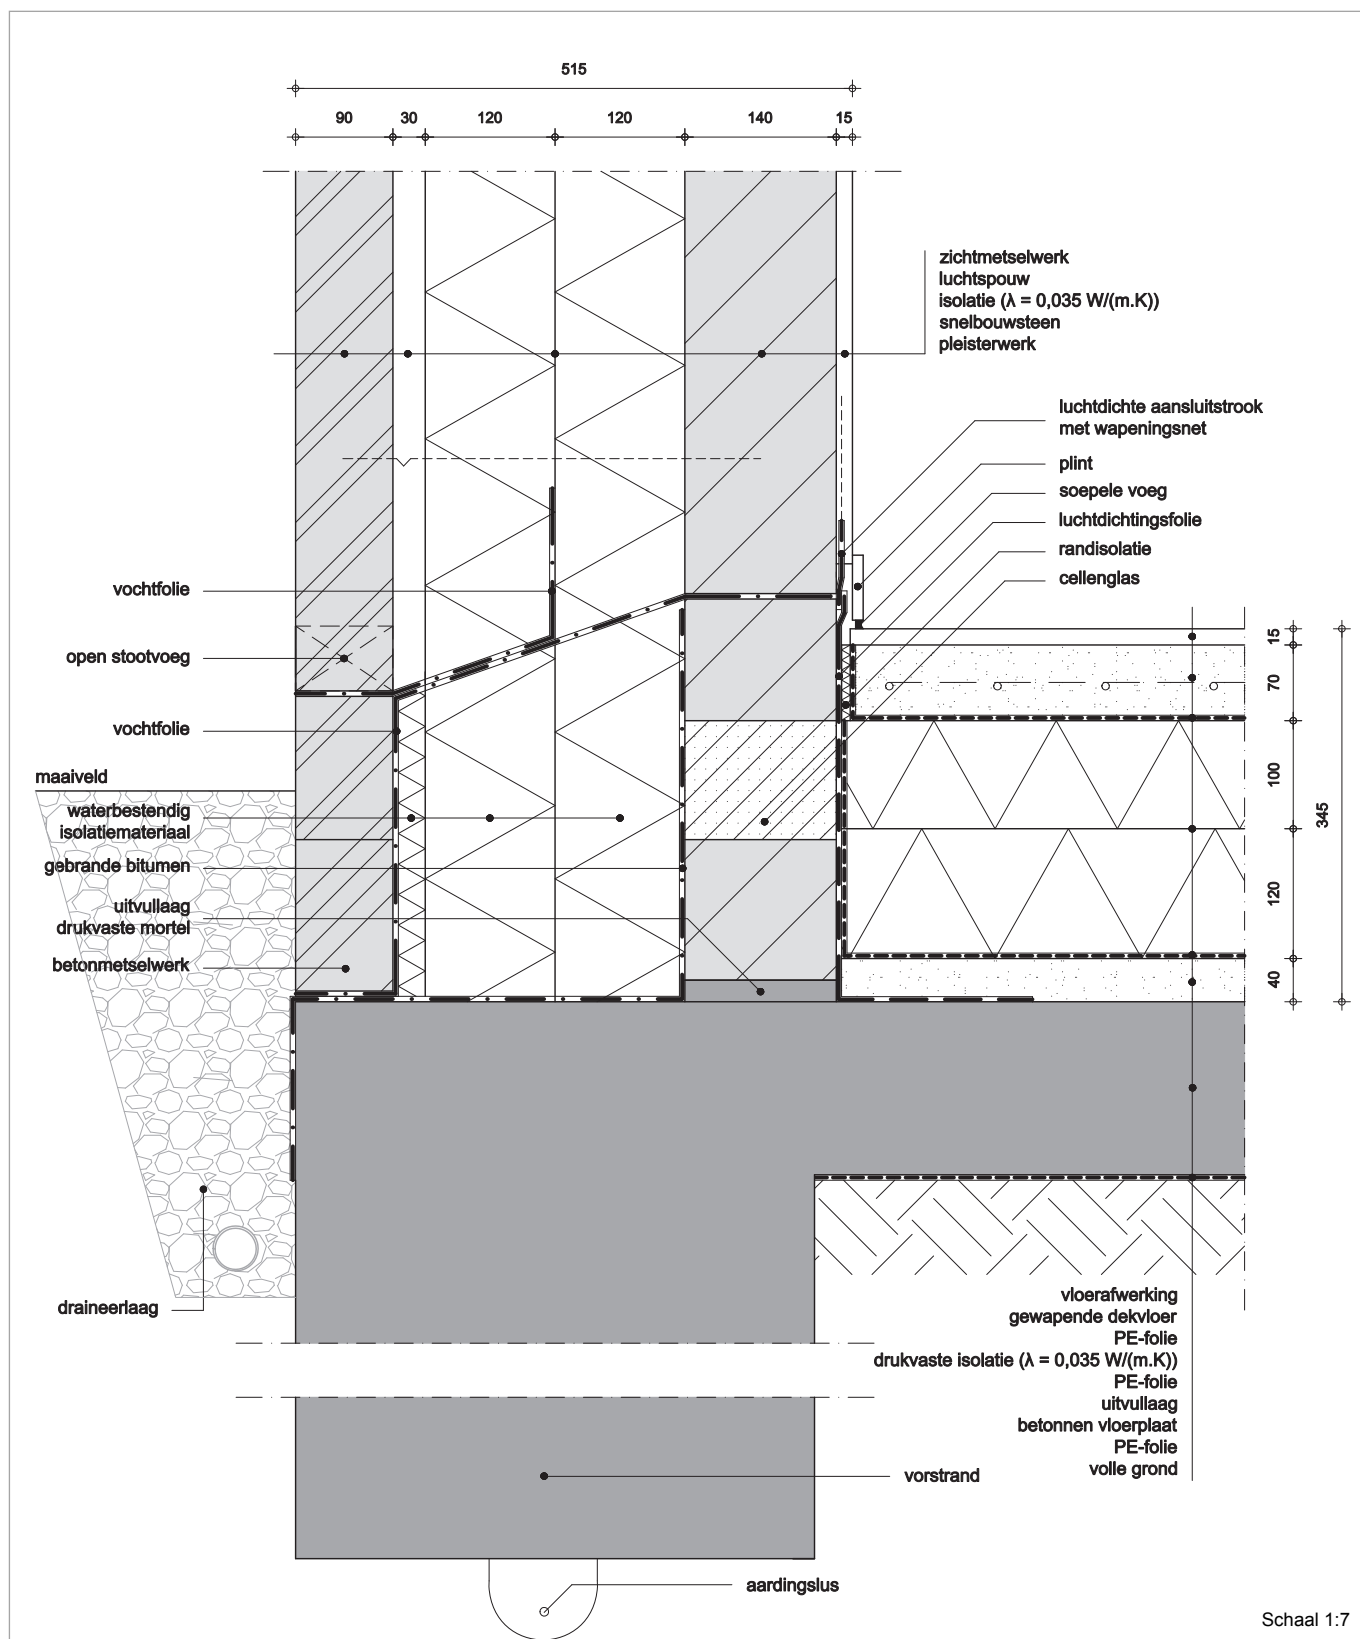 515
90 30 120 120 140 15
zichtmetselwerk
luchtspouw
isolatie (λ = 0,035 W/(m.K))
snelbouwsteen
pleisterwerk
luchtdichte aansluitstrook
met wapeningsnet
plint
soepele voeg
luchtdichtingsfolie
randisolatie
cellenglas
vochtfolie
open stootvoeg
vochtfolie
maaiveld
waterbestendig
isolatiemateriaal
gebrande bitumen
uitvullaag
drukvaste mortel
betonmetselwerk
draineerlaag
15
70
100
120
40
345
vloerafwerking
gewapende dekvloer
PE-folie
drukvaste isolatie (λ = 0,035 W/(m.K))
PE-folie
uitvullaag
betonnen vloerplaat
PE-folie
volle grond
vorstrand
aardingslus
Schaal 1:7